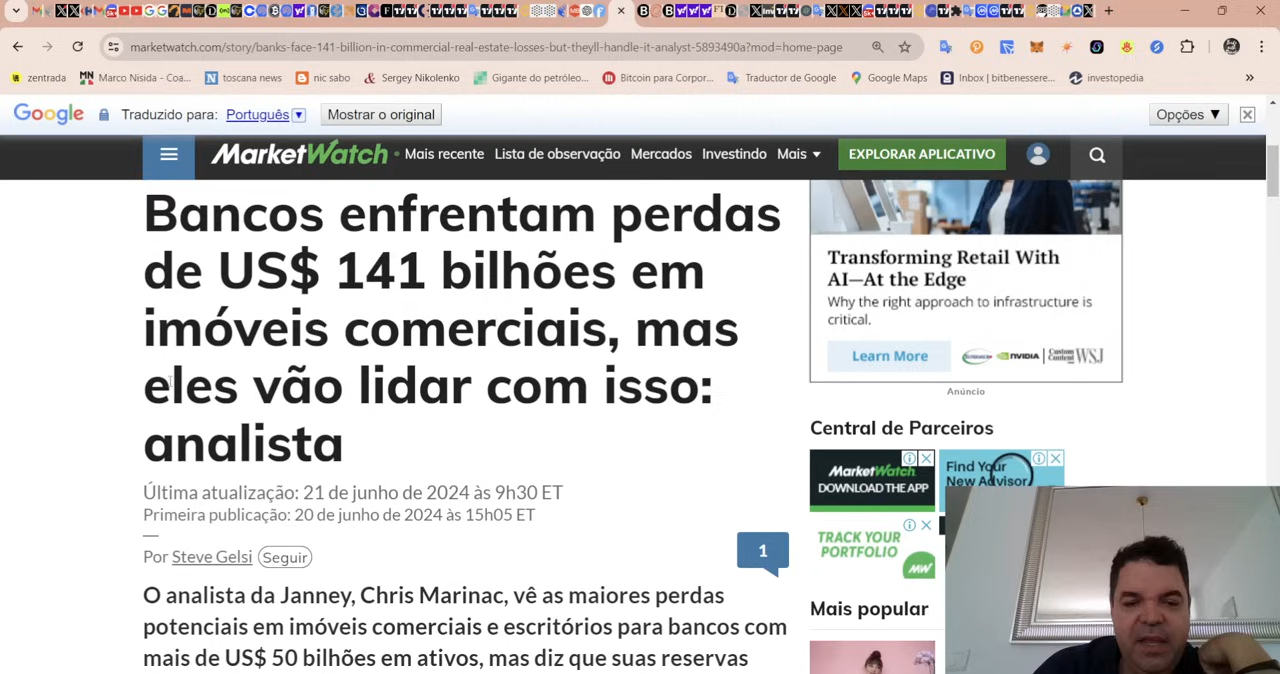 marketwatch.com/story/banks-face-141-billion-in-commercial-real-estate-losses-but-theyll-handle-it-analyst-5893490a?mod=home-page
zentrada
Marco Nisida - Coa...
toscana news
nic sabo
Sergey Nikolenko
Gigante do petróleo...
Bitcoin para Corpor...
Traductor de Google
Google Maps
Inbox | bitbenessere...
investopedia
»
Google
Traduzido para: Português
Mostrar o original
Opções ▼
MarketWatch
Mais recente
Lista de observação
Mercados
Investindo
Mais
EXPLORAR APLICATIVO
Bancos enfrentam perdas
de US$ 141 bilhões em
imóveis comerciais, mas
eles vão lidar com isso:
analista
Última atualização: 21 de junho de 2024 às 9h30 ET
Primeira publicação: 20 de junho de 2024 às 15h05 ET
Por Steve Gelsi Seguir
1
O analista da Janney, Chris Marinac, vê as maiores perdas
potenciais em imóveis comerciais e escritórios para bancos com
mais de US$ 50 bilhões em ativos, mas diz que suas reservas
Transforming Retail With
AI—At the Edge
Why the right approach to infrastructure is
critical.
Learn More
NVIDIA
Custom Content
WSJ
Anúncio
Central de Parceiros
MarketWatch
DOWNLOAD THE APP
Find Your
New Advisor
TRACK YOUR
PORTFOLIO
MW
Mais popular